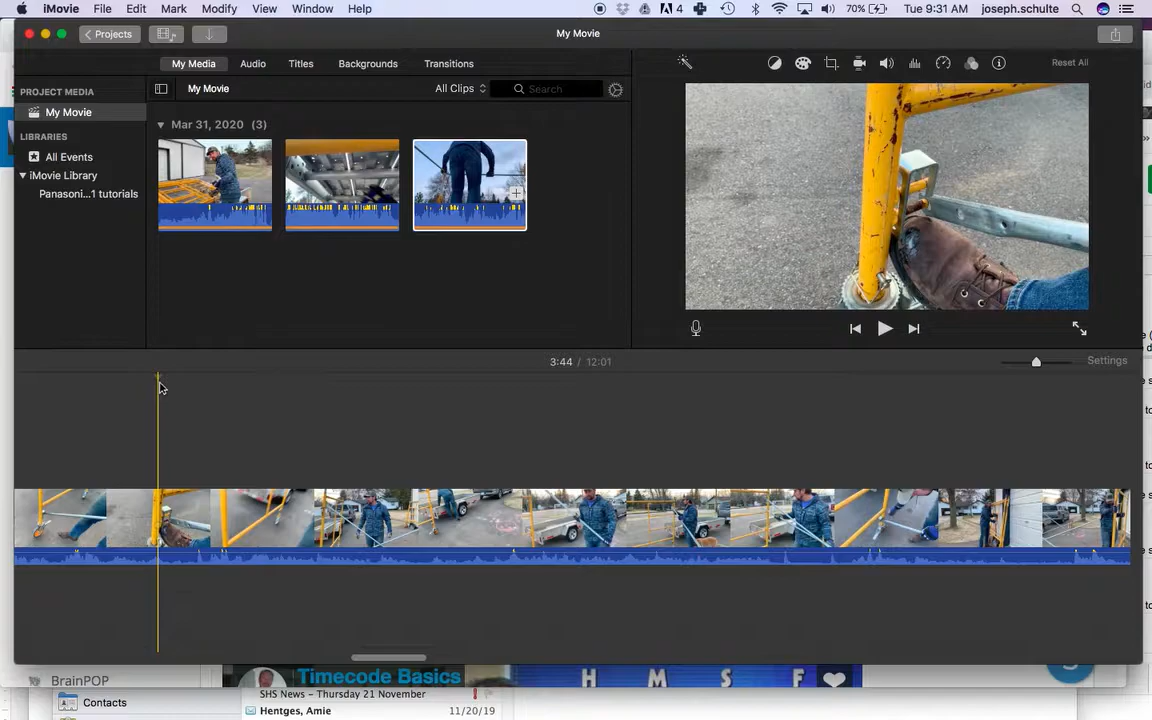 iMovie File Edit Mark Modify View Window Help 4 70% Tue 9:31 AM joseph.schulte
Projects My Movie
My Media Audio Titles Backgrounds Transitions
Reset All
PROJECT MEDIA
My Movie
LIBRARIES
All Events
iMovie Library
Panasoni...1 tutorials
My Movie All Clips Search
Mar 31, 2020 (3)
3:44 / 12:01 Settings
BrainPOP
Contacts
Timecode Basics
SHS News – Thursday 21 November
Hentges, Amie 11/20/19
H M S F